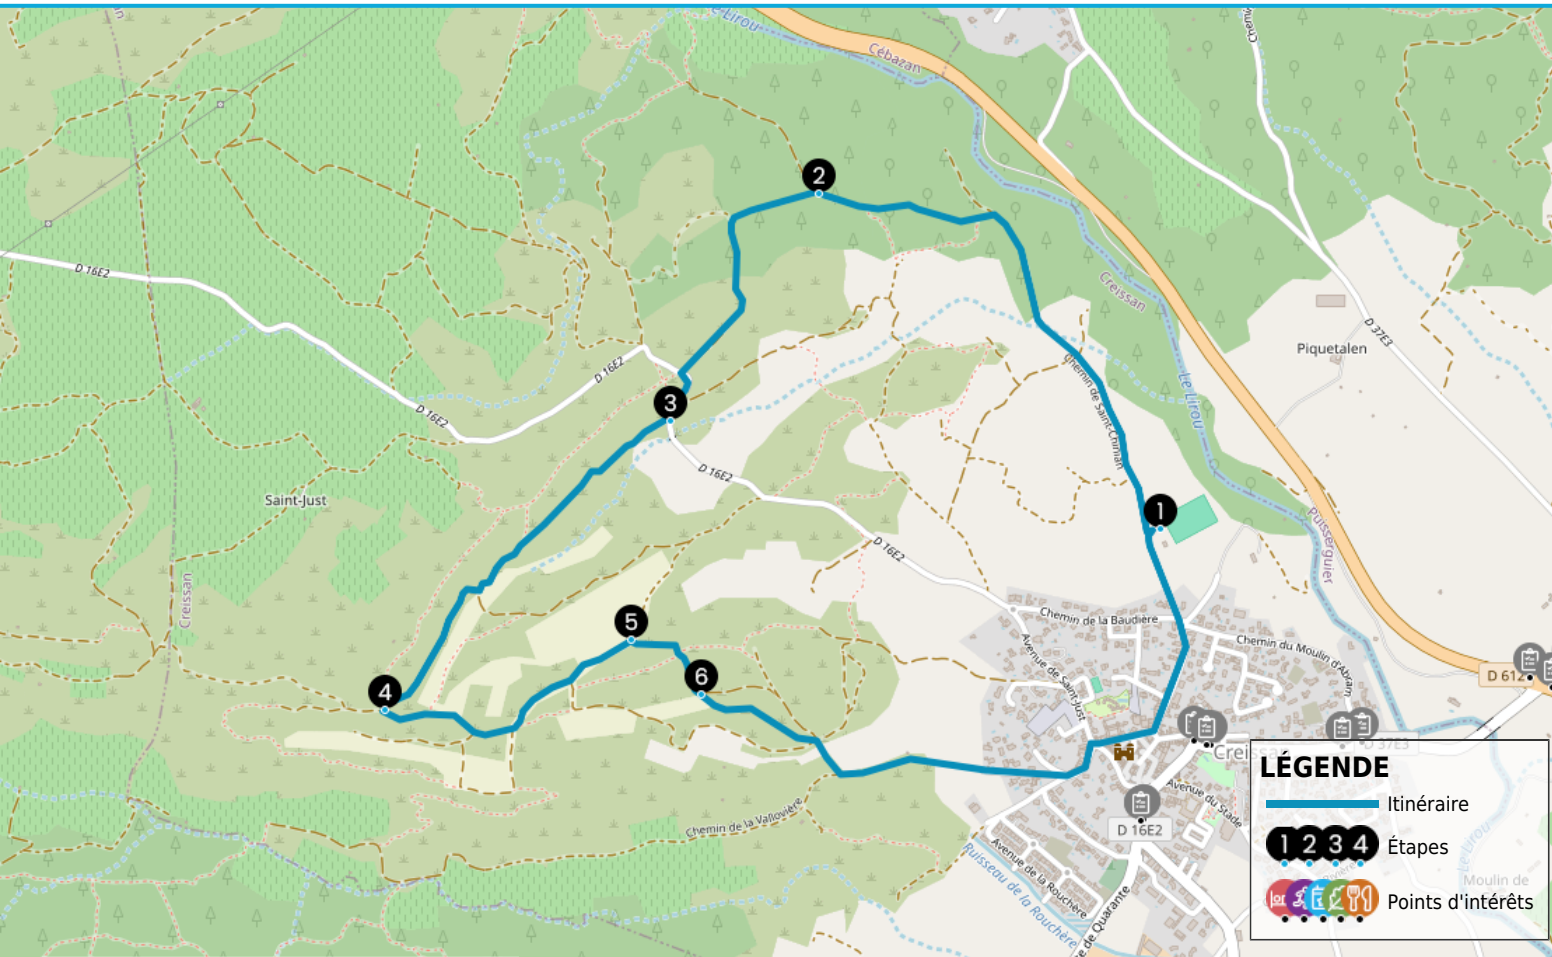 e-Lirou
Cébazan
D 16E2
2
Creissan
Piquetalen
D 37E3
D 16E2
D 16E2
3
Chemin de Saint-Chinian
Le Lirou
D 16E2
Saint-Just
1
D 16E2
Puisserguier
Creissan
Chemin de la Baudière
5
Chemin du Moulin d'Abram
Avenue de Saint-Just
6
D 612
4
Creissa
D 37E3
LÉGENDE
Itinéraire
Avenue du Stade
Chemin de la Vallovière
D 16E2
1 2 3 4
Étapes
Avenue de la Rouchère
Ruisseau de la Rouchère
Le Lirou
Moulin de
Points d'intérêts
e de Quarante